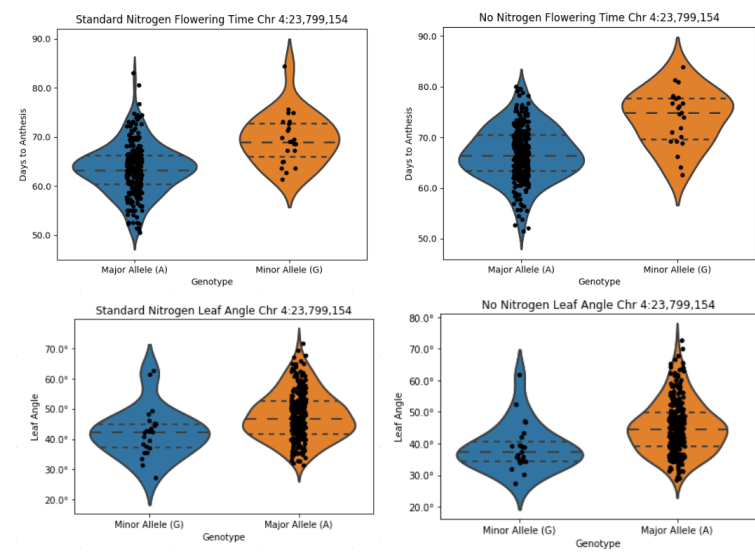 Standard Nitrogen Flowering Time Chr 4:23,799,154
90.0
80.0
70.0
60.0
50.0
Days to Anthesis
Major Allele (A)
Minor Allele (G)
Genotype
No Nitrogen Flowering Time Chr 4:23,799,154
90.0
80.0
70.0
60.0
50.0
Days to Anthesis
Major Allele (A)
Minor Allele (G)
Genotype
Standard Nitrogen Leaf Angle Chr 4:23,799,154
70.0°
60.0°
50.0°
40.0°
30.0°
20.0°
Leaf Angle
Minor Allele (G)
Major Allele (A)
Genotype
No Nitrogen Leaf Angle Chr 4:23,799,154
80.0°
70.0°
60.0°
50.0°
40.0°
30.0°
20.0°
Leaf Angle
Minor Allele (G)
Major Allele (A)
Genotype